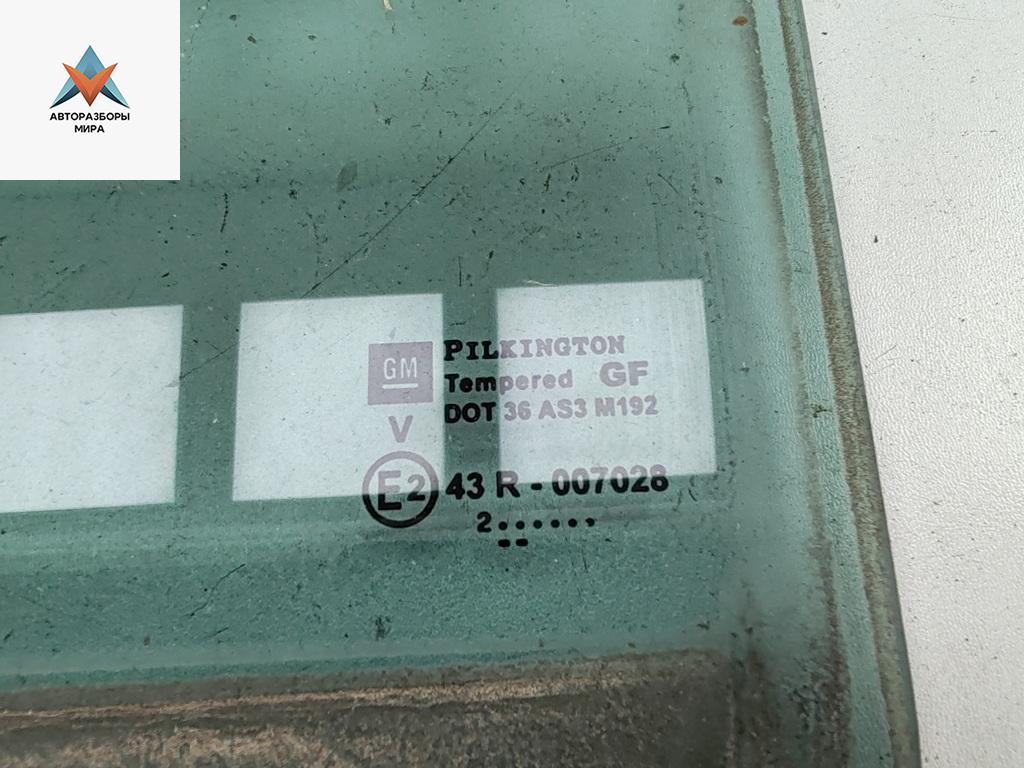 АВТОРАЗБОРЫ
МИРА
GM
PILKINGTON
Tempered GF
DOT 36 AS3 M192
V
E2 43 R - 007028
2......
--